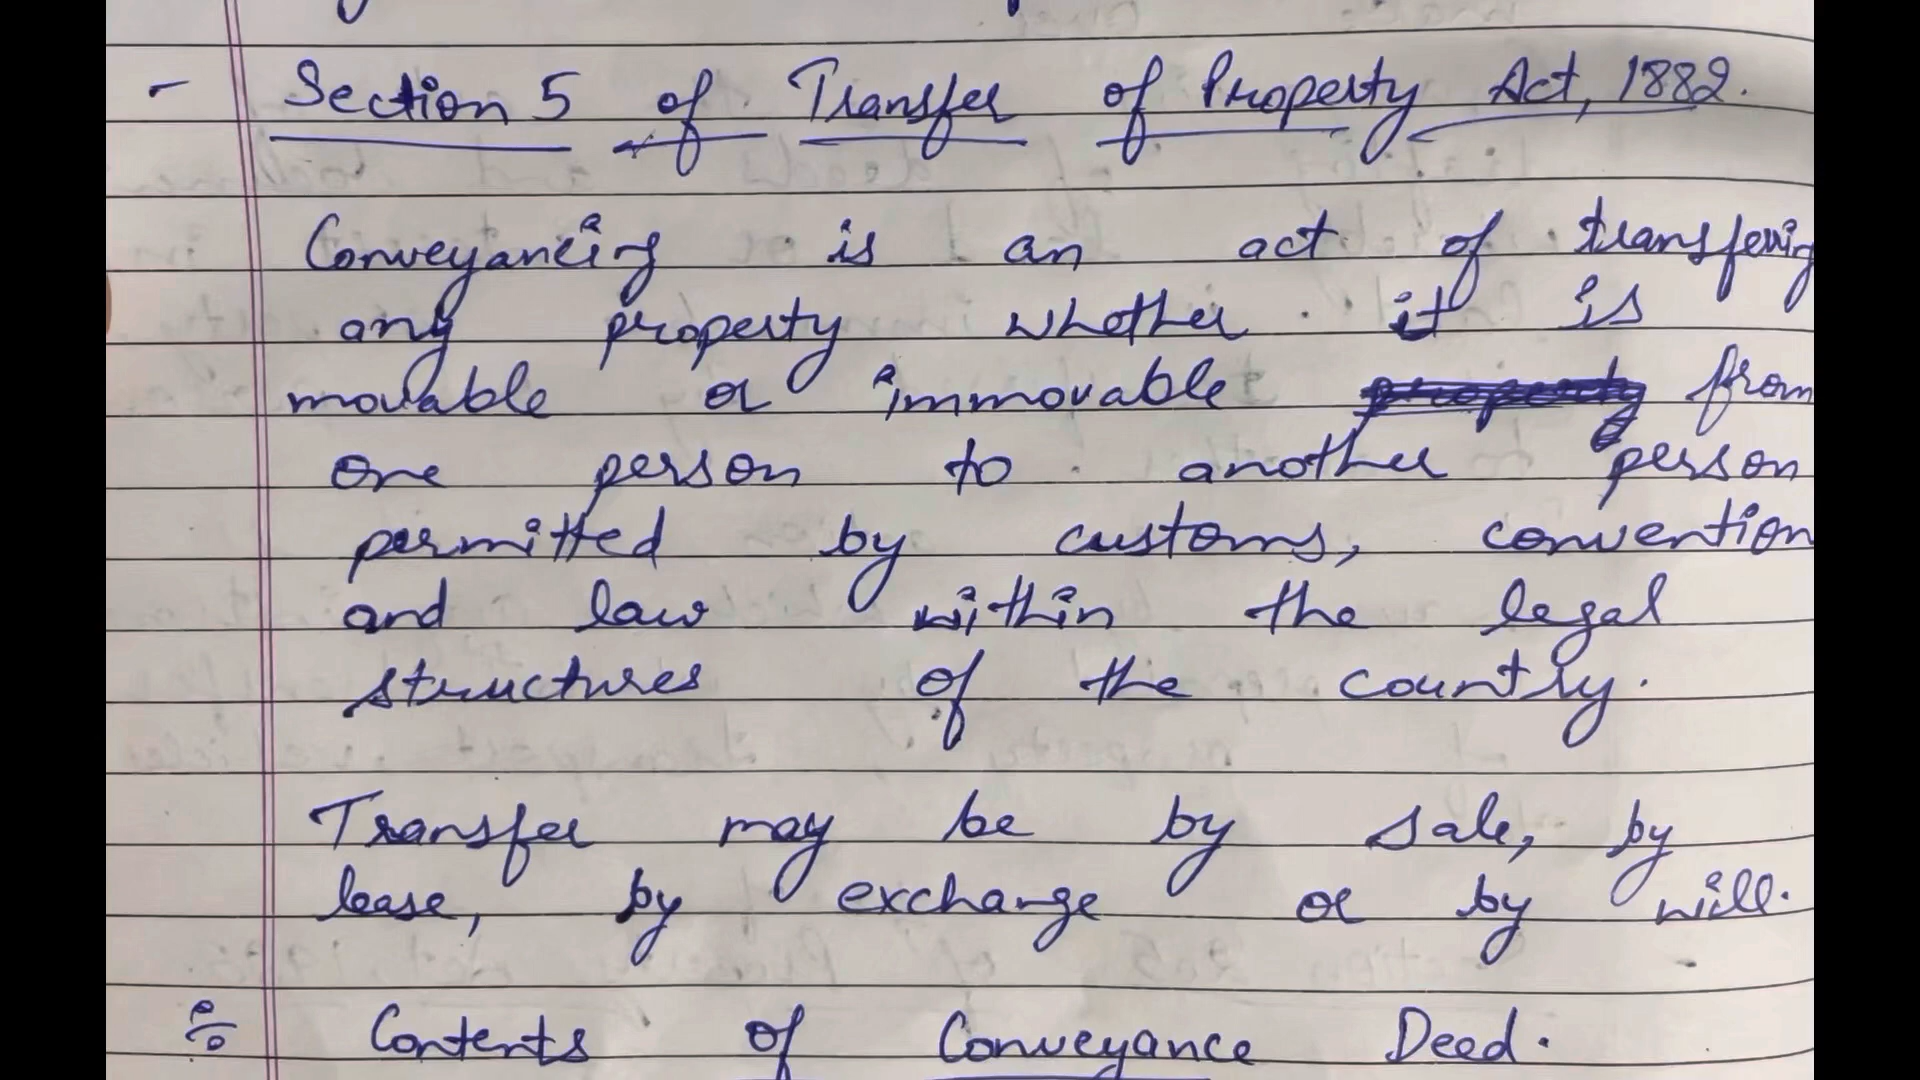 - Section 5 of Transfer of Property Act, 1882.
Conveyancing is an act of transferring
any property whether it is
movable or immovable from
one person to another person
permitted by customs, convention
and law within the legal
structures of the country.
Transfer may be by sale, by
lease, by exchange or by will.
Contents of Conveyance Deed.